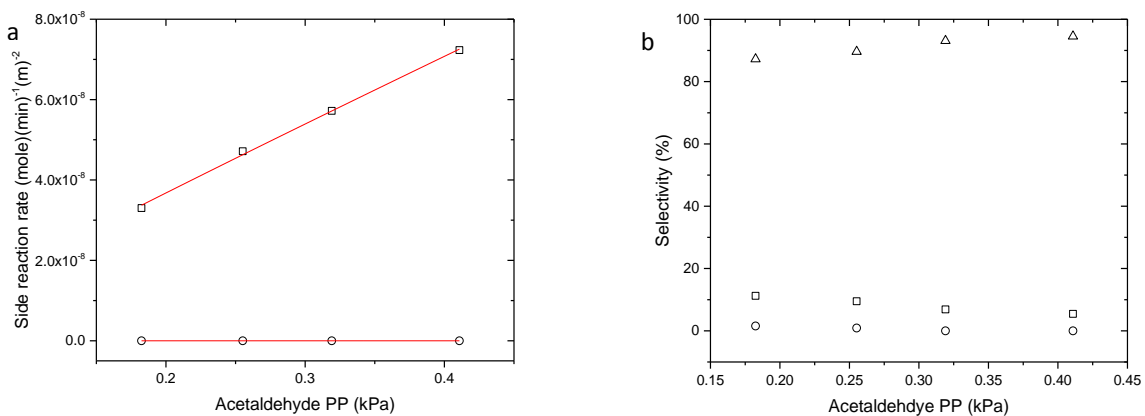 a
8.0x10-8
6.0x10-8
4.0x10-8
2.0x10-8
0.0
0.2
0.3
0.4
Side reaction rate (mole)(min)-1(m)-2
Acetaldehyde PP (kPa)
b
100
80
60
40
20
0
0.15
0.20
0.25
0.30
0.35
0.40
0.45
Selectivity (%)
Acetaldehdye PP (kPa)